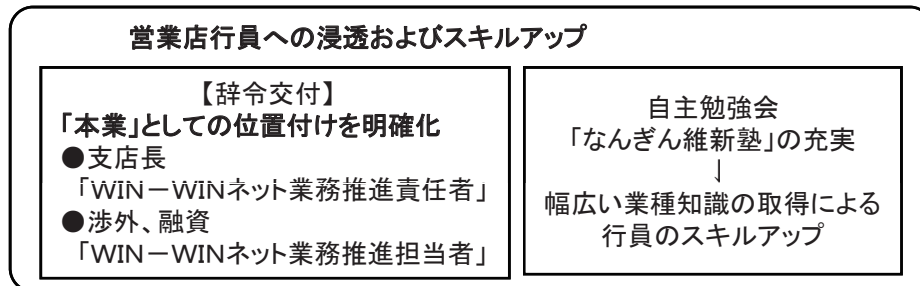 営業店行員への浸透およびスキルアップ
【辞令交付】
「本業」としての位置付けを明確化
●支店長
「WIN－WINネット業務推進責任者」
●渉外、融資
「WIN－WINネット業務推進担当者」
自主勉強会
「なんぎん維新塾」の充実
↓
幅広い業種知識の取得による
行員のスキルアップ